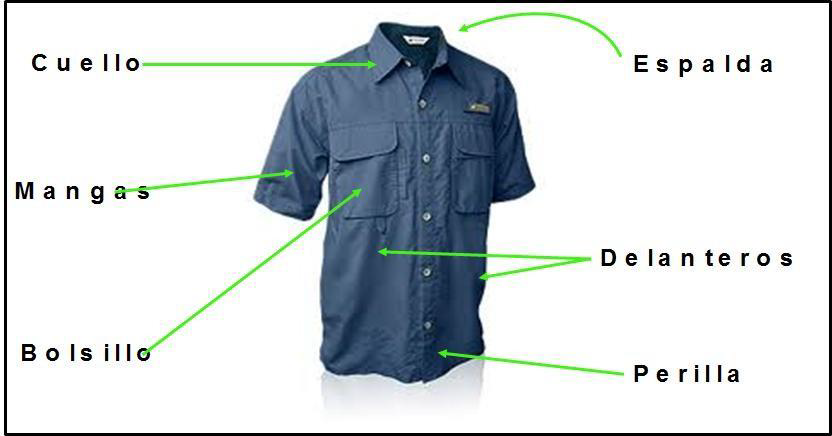 Cuello
Espalda
Mangas
Delanteros
Bolsillo
Perilla